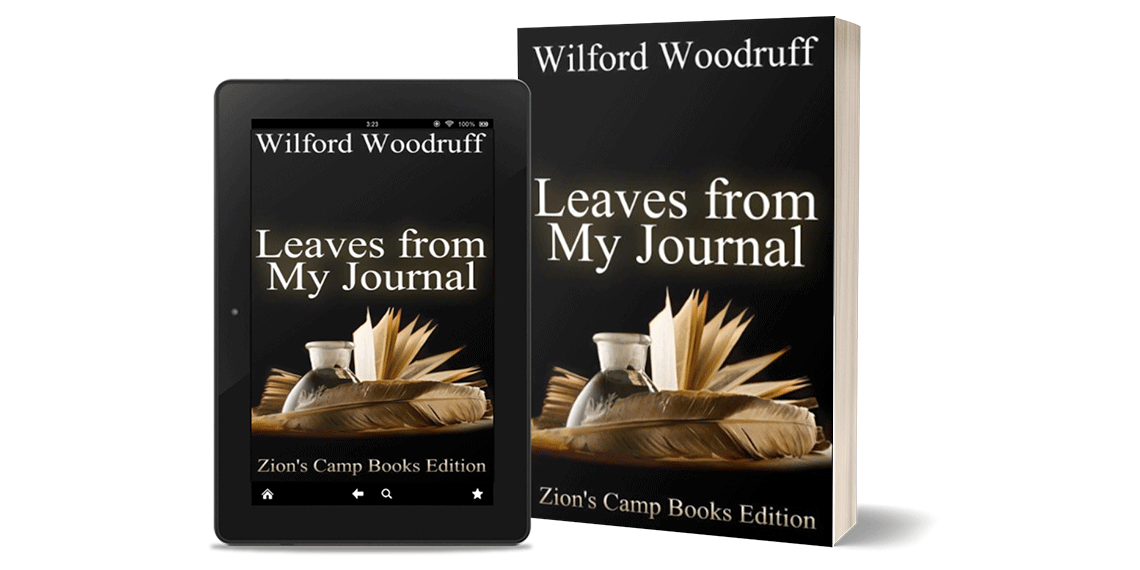 3:23 100%
Wilford Woodruff
Leaves from
My Journal
Zion's Camp Books Edition
Wilford Woodruff
Leaves from
My Journal
Zion's Camp Books Edition